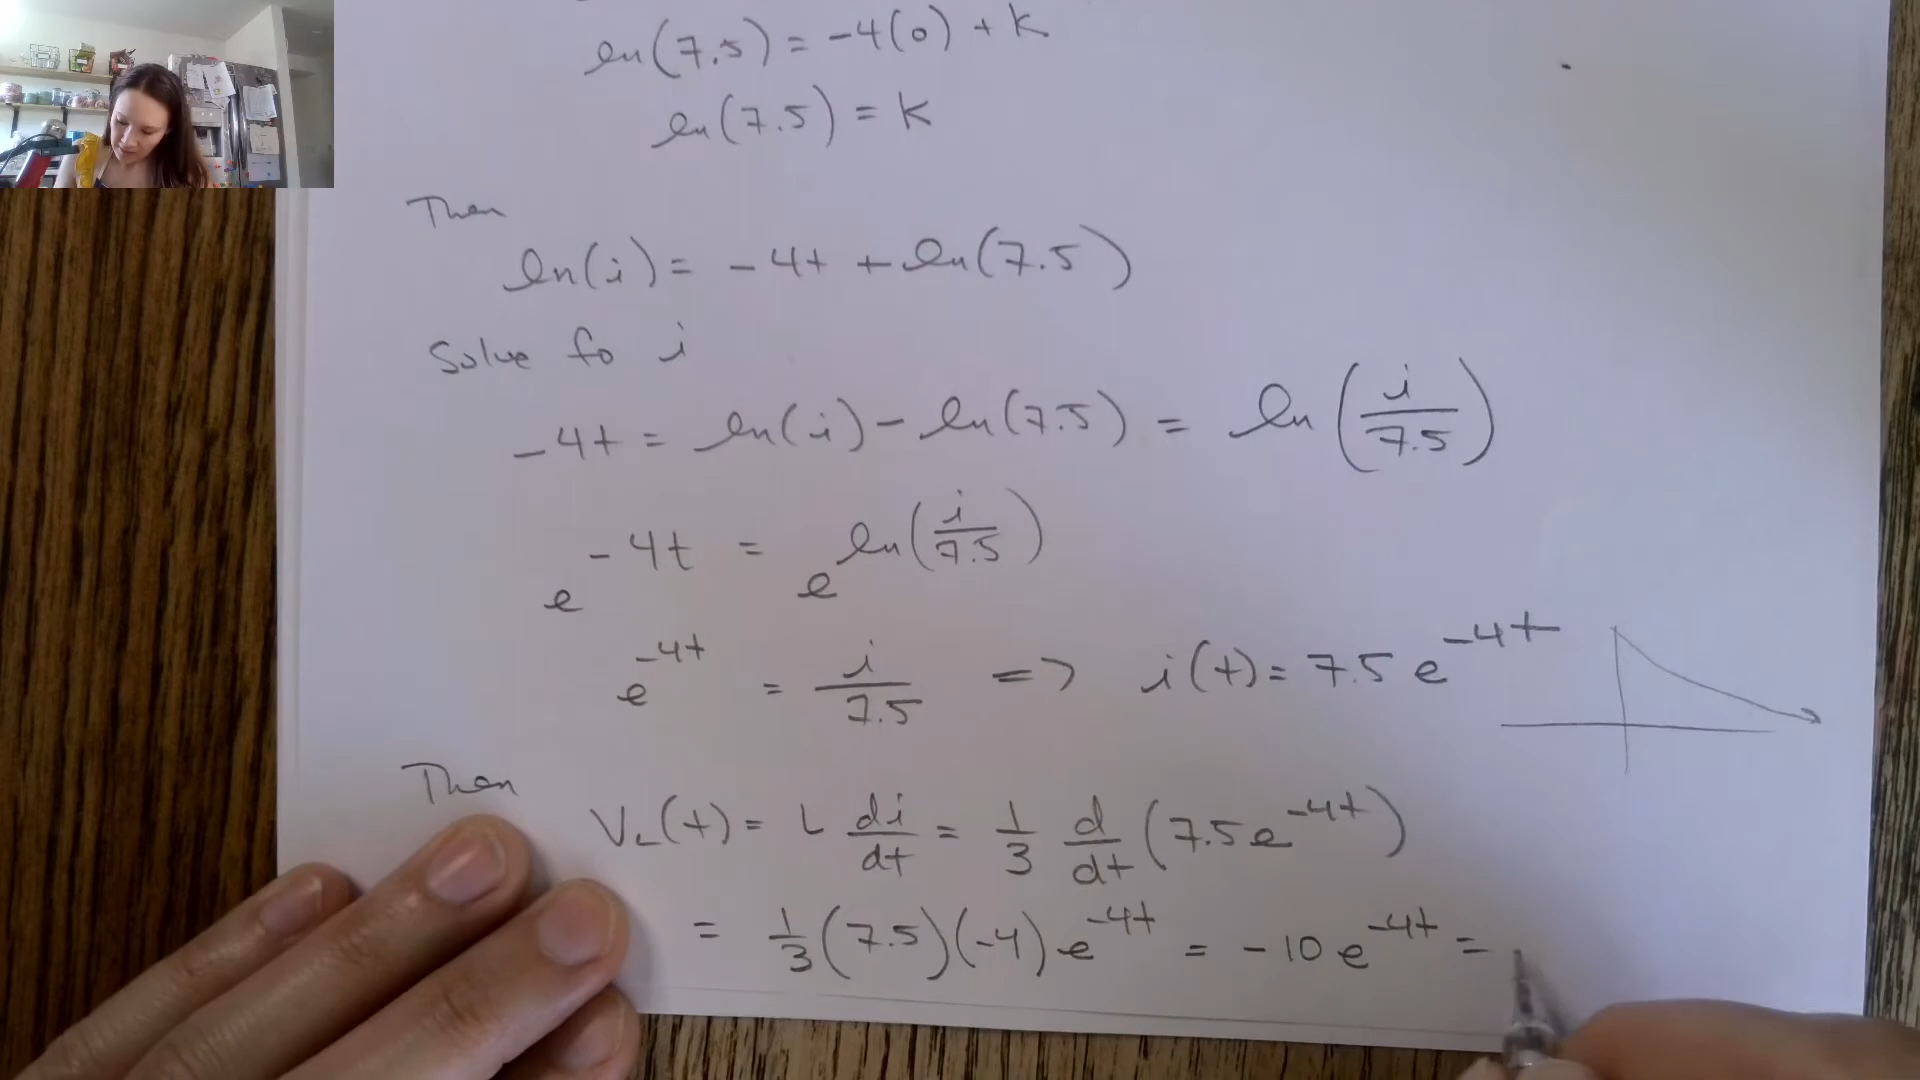 ln(7.5) = -4(0) + k
ln(7.5) = k
Then
ln(i) = -4t + ln(7.5)
Solve fo i
-4t = ln(i) - ln(7.5) = ln(i/7.5)
e^(-4t) = e^(ln(i/7.5))
e^(-4t) = i/7.5 => i(t) = 7.5 e^(-4t)
Then
V_L(t) = L di/dt = 1/3 d/dt (7.5e^(-4t))
= 1/3 (7.5)(-4) e^(-4t) = -10 e^(-4t) =